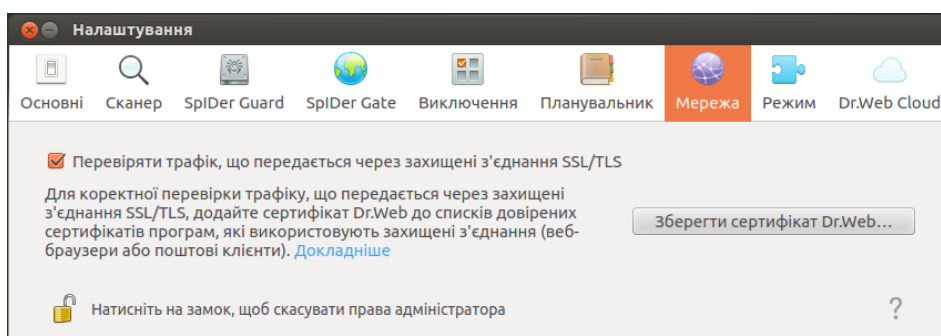 Налаштування
Основні Сканер SpIDer Guard SpIDer Gate Виключення Планувальник Мережа Режим Dr.Web Cloud
Перевіряти трафік, що передається через захищені з'єднання SSL/TLS
Для коректної перевірки трафіку, що передається через захищені
з'єднання SSL/TLS, додайте сертифікат Dr.Web до списків довірених
сертифікатів програм, які використовують захищені з'єднання (веб-
браузери або поштові клієнти). Докладніше
Зберегти сертифікат Dr.Web...
Натисніть на замок, щоб скасувати права адміністратора
?